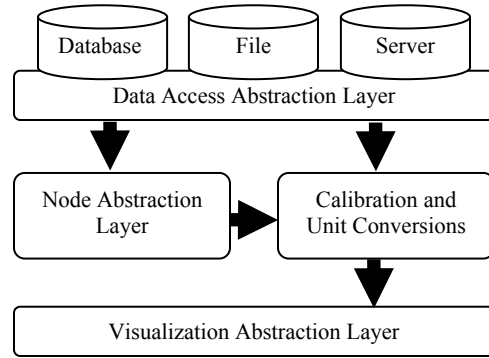 Database
File
Server
Data Access Abstraction Layer
Node Abstraction
Layer
Calibration and
Unit Conversions
Visualization Abstraction Layer